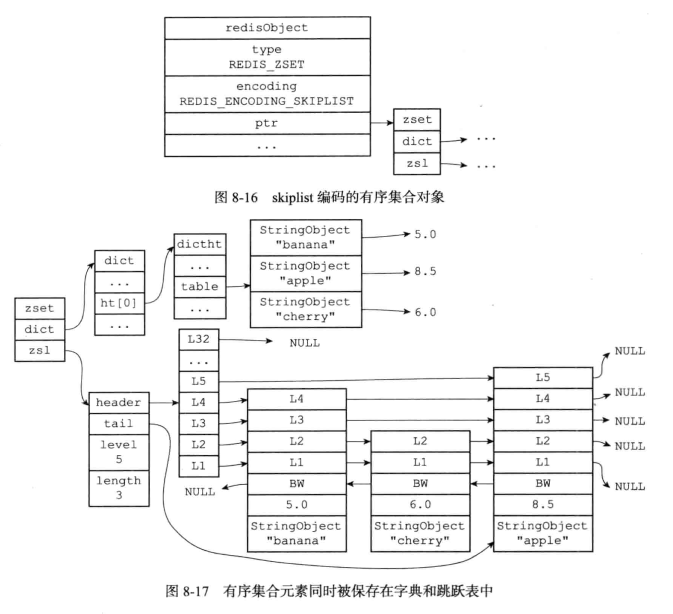 redisObject
type
REDIS_ZSET
encoding
REDIS_ENCODING_SKIPLIST
ptr
...
zset
dict
...
zsl
...
图 8-16 skiplist 编码的有序集合对象
zset
dict
zsl
dict
...
ht[0]
...
dictht
...
table
...
StringObject
"banana"
5.0
StringObject
"apple"
8.5
StringObject
"cherry"
6.0
header
tail
level
5
length
3
L32
NULL
...
L5
L4
L3
L2
L1
NULL
L4
L3
L2
L1
BW
5.0
StringObject
"banana"
L2
L1
BW
6.0
StringObject
"cherry"
L5
L4
L3
L2
L1
BW
8.5
StringObject
"apple"
NULL
NULL
NULL
NULL
NULL
图 8-17 有序集合元素同时被保存在字典和跳跃表中